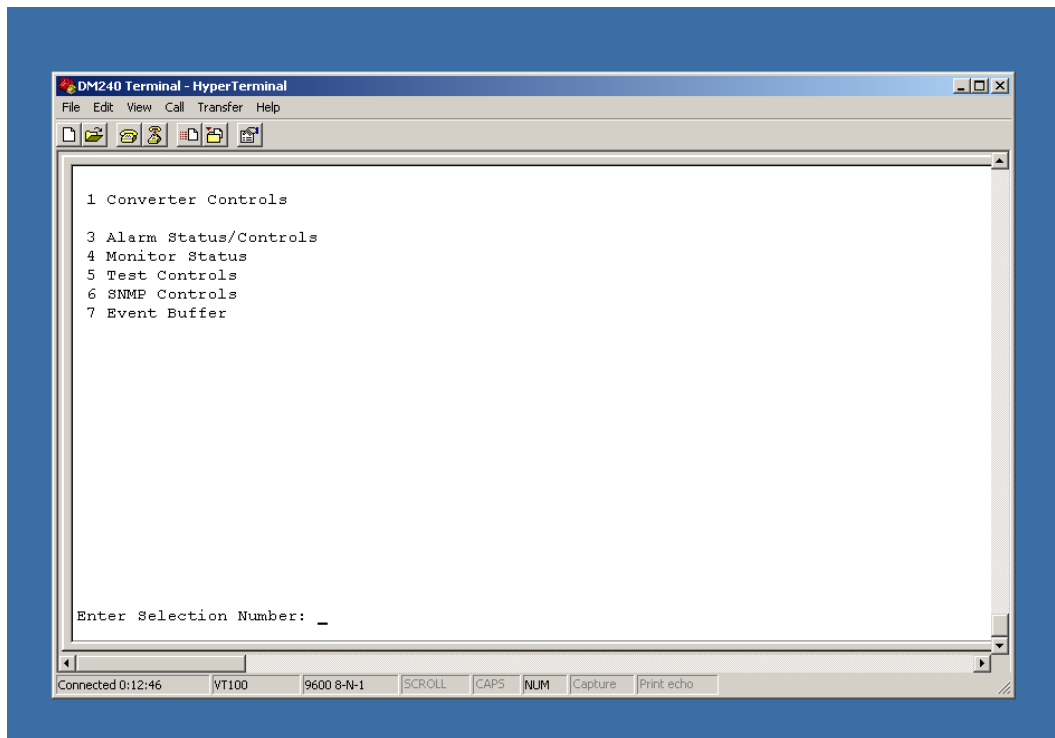 DM240 Terminal - HyperTerminal
File Edit View Call Transfer Help
1 Converter Controls
3 Alarm Status/Controls
4 Monitor Status
5 Test Controls
6 SNMP Controls
7 Event Buffer
Enter Selection Number: _
Connected 0:12:46 VT100 9600 8-N-1 SCROLL CAPS NUM Capture Print echo